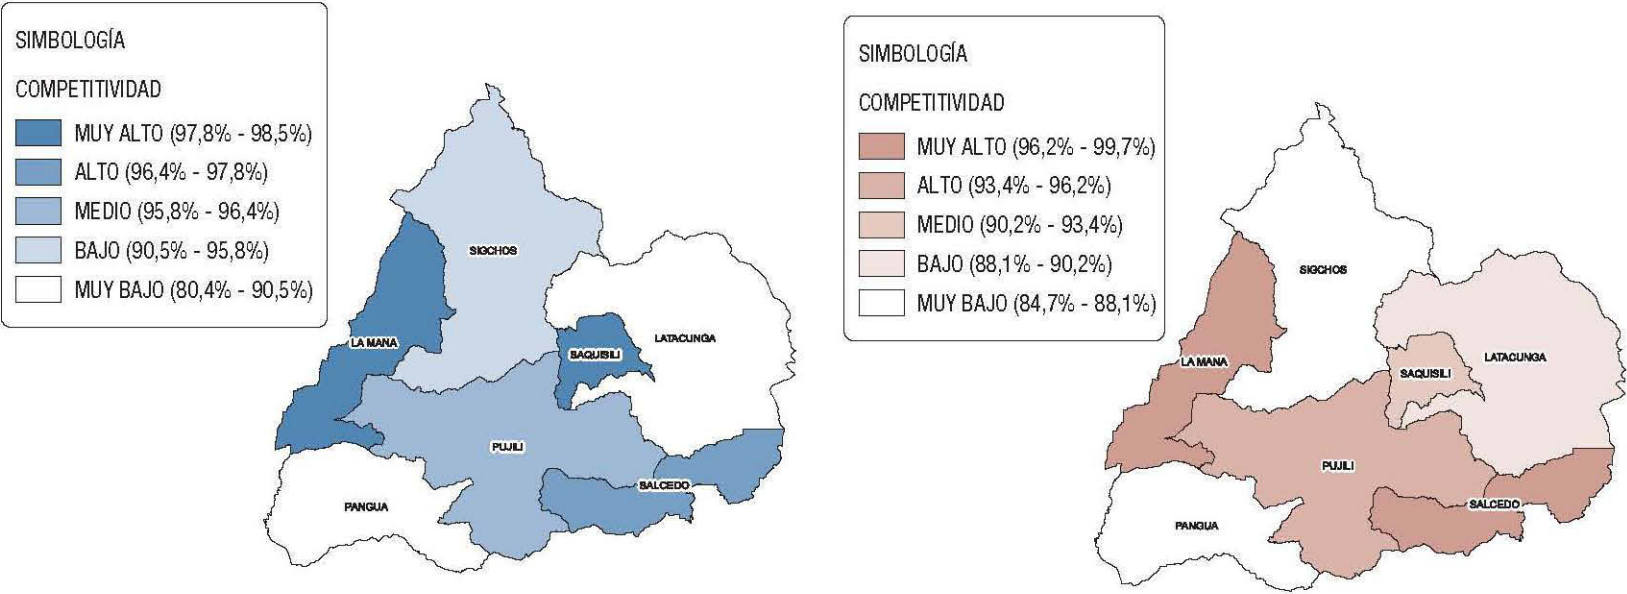 SIMBOLOGÍA
COMPETITIVIDAD
MUY ALTO (97,8% - 98,5%)
ALTO (96,4% - 97,8%)
MEDIO (95,8% - 96,4%)
BAJO (90,5% - 95,8%)
MUY BAJO (80,4% - 90,5%)
SIGCHOS
LA MANA
SAQUISILI
LATACUNGA
PUJILI
SALCEDO
PANGUA
SIMBOLOGÍA
COMPETITIVIDAD
MUY ALTO (96,2% - 99,7%)
ALTO (93,4% - 96,2%)
MEDIO (90,2% - 93,4%)
BAJO (88,1% - 90,2%)
MUY BAJO (84,7% - 88,1%)
SIGCHOS
LA MANA
SAQUISILI
LATACUNGA
PUJILI
SALCEDO
PANGUA